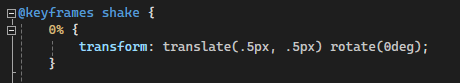 @keyframes shake {
0% {
transform: translate(.5px, .5px) rotate(0deg);
}